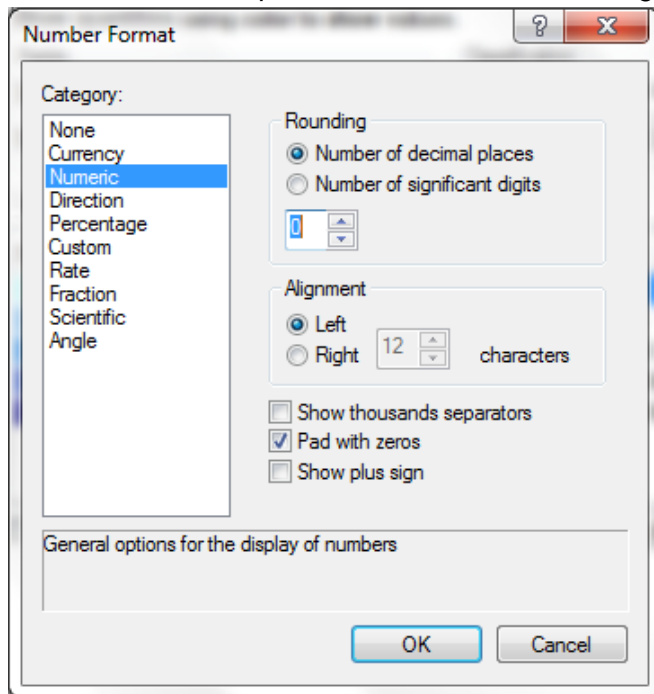 Number Format
?
X
Category:
None
Currency
Numeric
Direction
Percentage
Custom
Rate
Fraction
Scientific
Angle
Rounding
Number of decimal places
Number of significant digits
0
Alignment
Left
Right 12 characters
Show thousands separators
Pad with zeros
Show plus sign
General options for the display of numbers
OK Cancel